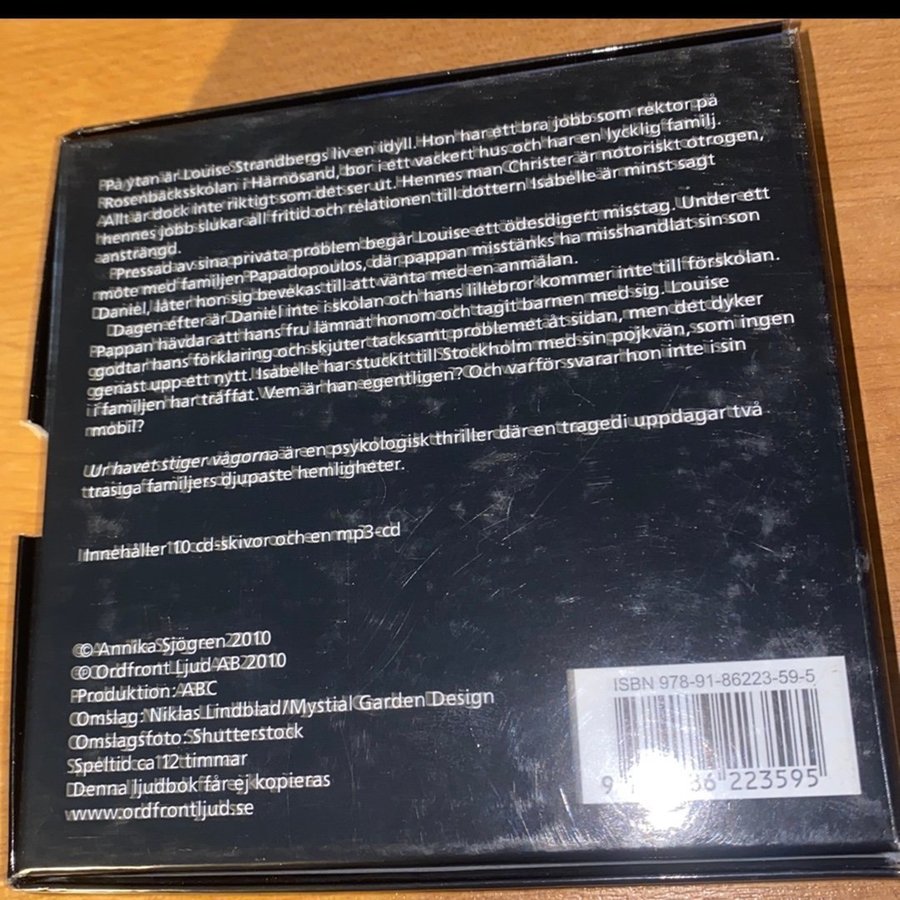 På ytan är Louise Strandbergs liv en idyll. Hon har ett bra jobb som rektor på
Rosenbäcksskolan i Härnösand, bor i ett vackert hus och har en lycklig familj.
Allt är dock inte riktigt som det ser ut. Hennes man Christer är notoriskt otrogen,
hennes jobb slukar all fritid och relationen till dottern Isabelle är minst sagt
ansträngd.
Pressad av sina privata problem begår Louise ett ödesdigert misstag. Under ett
möte med familjen Papadopoulos, där pappan misstänks ha misshandlat sin son
Daniel, låter hon sig bevekas till att vänta med en anmälan.
Dagen efter är Daniel inte i skolan och hans lillebror kommer inte till förskolan.
Pappan hävdar att hans fru lämnat honom och tagit barnen med sig. Louise
godtar hans förklaring och skjuter tacksamt problemet åt sidan, men det dyker
genast upp ett nytt. Isabelle har stuckit till Stockholm med sin pojkvän, som ingen
i familjen har träffat. Vem är han egentligen? Och varför svarar hon inte i sin
mobil?
Ur havet stiger vågorna är en psykologisk thriller där en tragedi uppdagar två
trasiga familjers djupaste hemligheter.
Innehåller 10 cd-skivor och en mp3-cd
© Annika Sjögren 2010
℗ Ordfront Ljud AB 2010
Produktion: ABC
Omslag: Niklas Lindblad/Mystial Garden Design
Omslagsfoto: Shutterstock
Speltid ca 12 timmar
Denna ljudbok får ej kopieras
www.ordfrontljud.se
ISBN 978-91-86223-59-5
9 86 223595